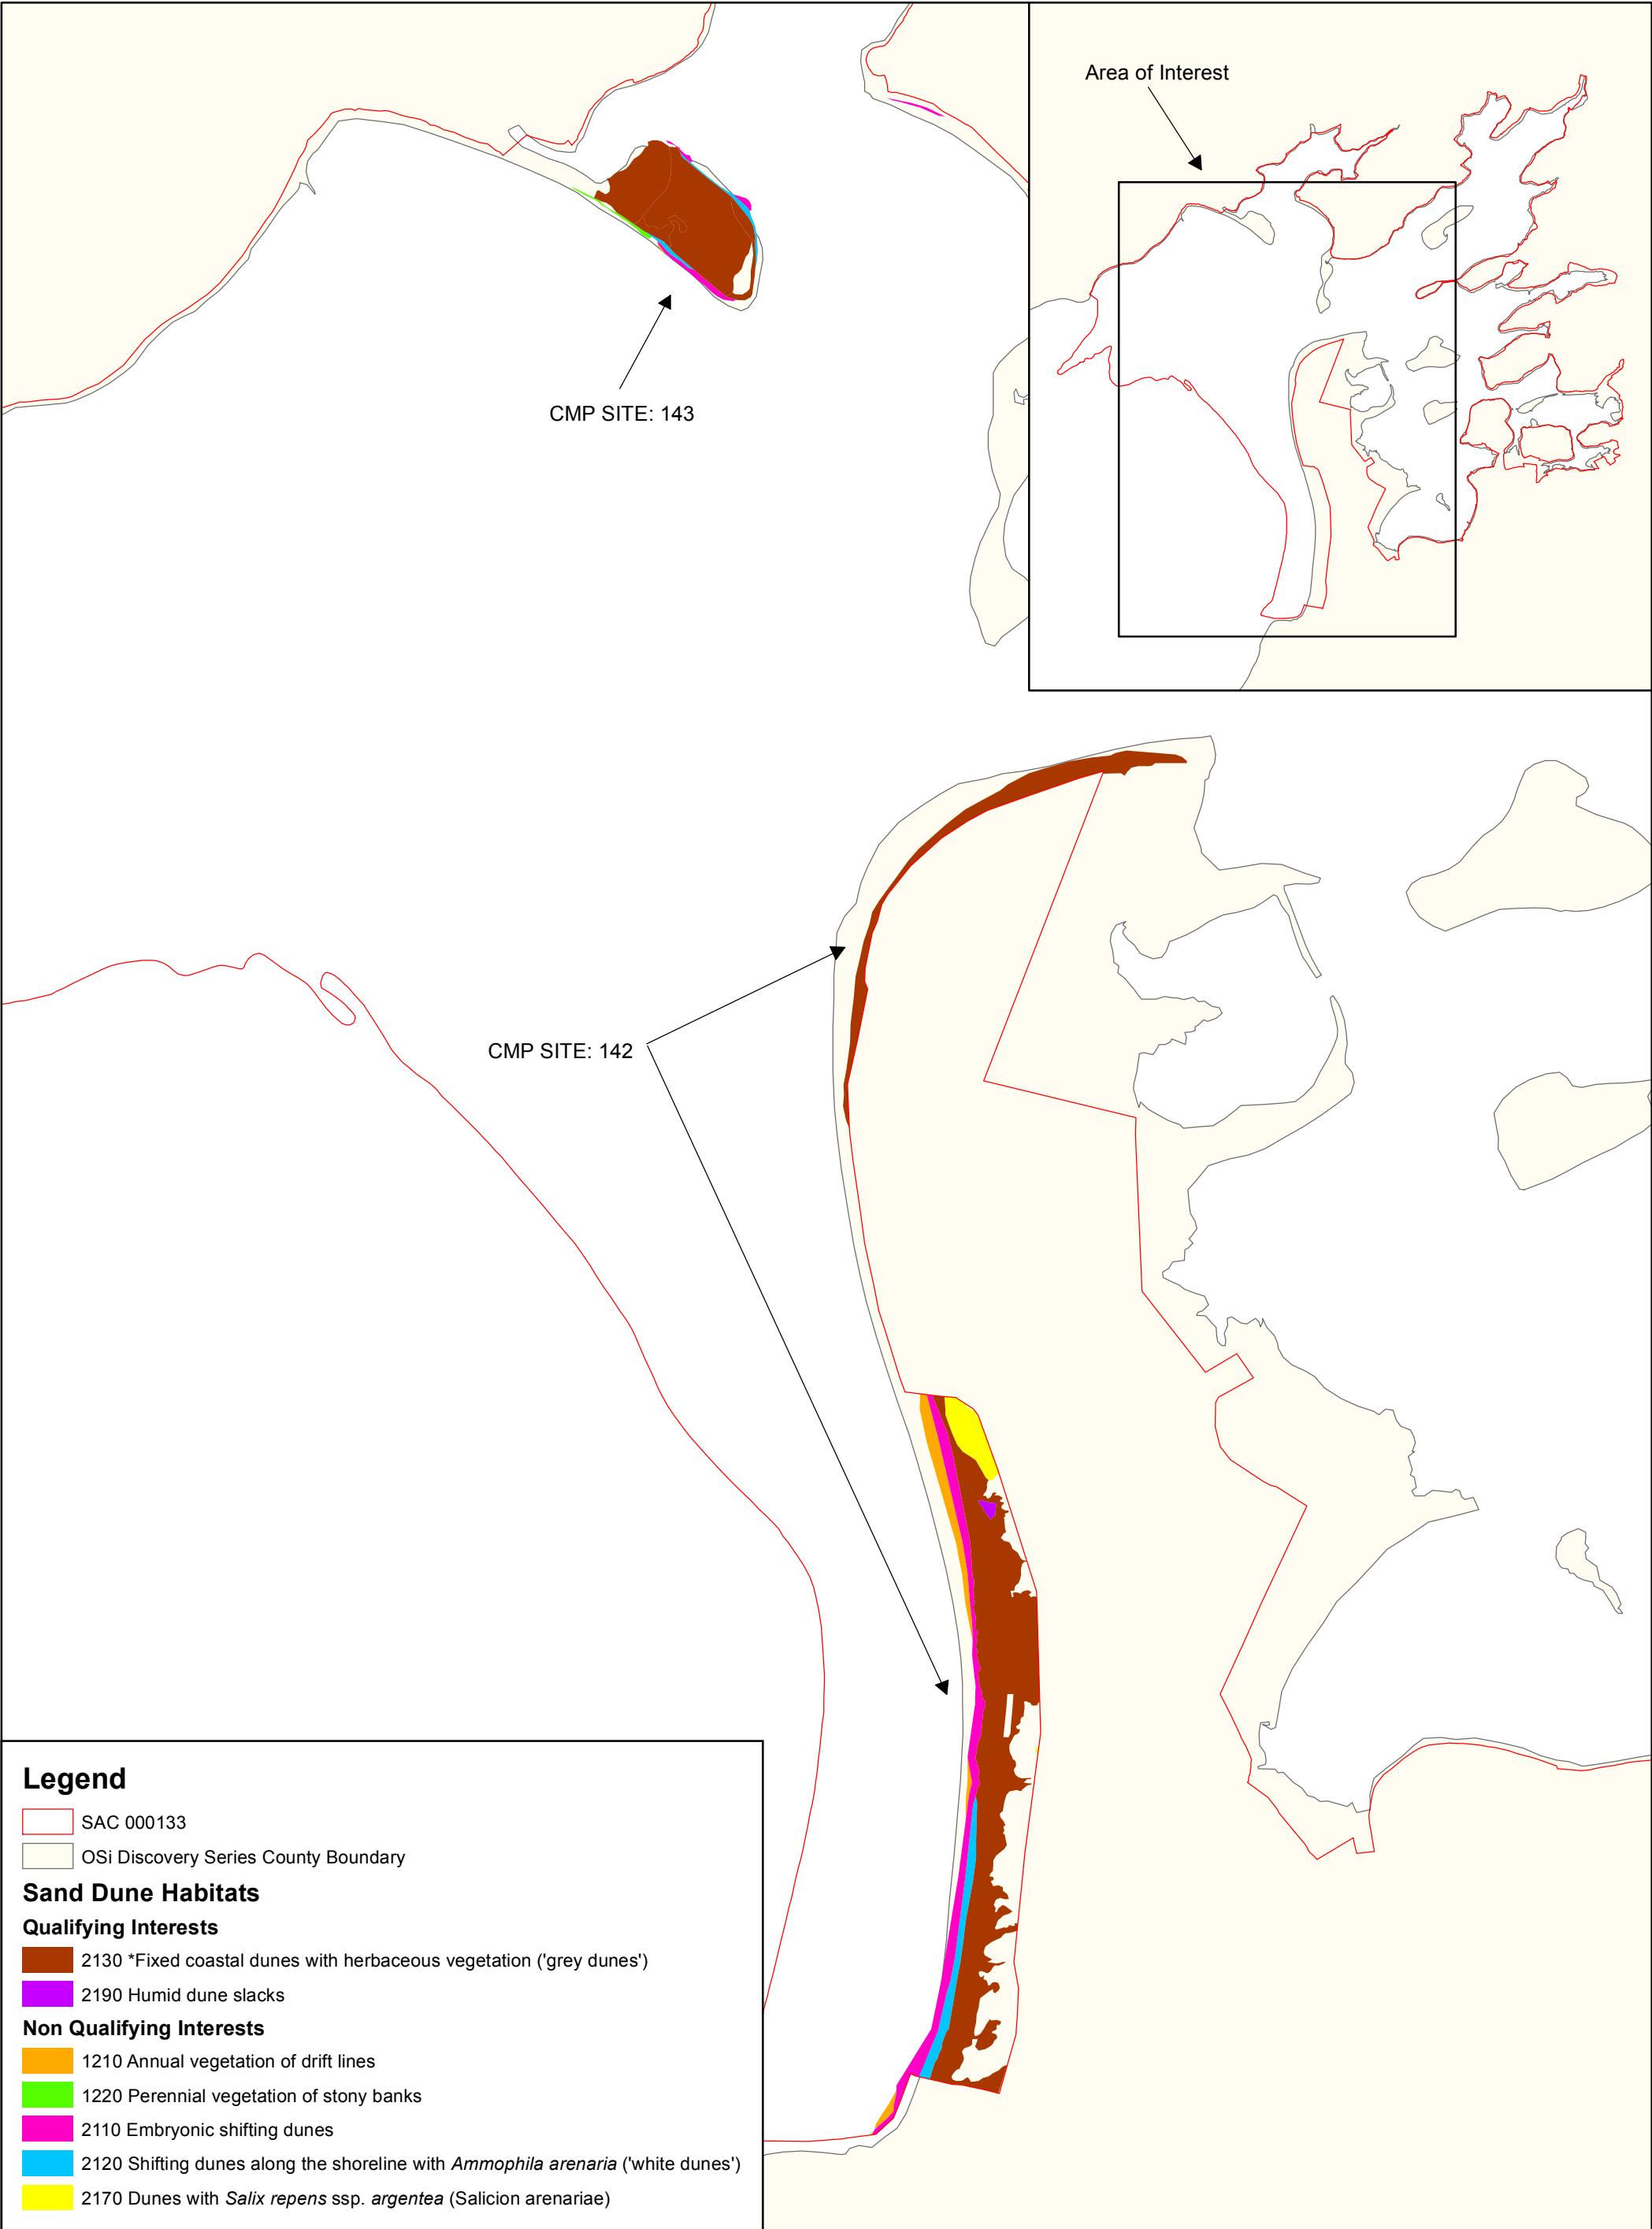 Area of Interest
CMP SITE: 143
CMP SITE: 142
Legend
SAC 000133
OSi Discovery Series County Boundary
Sand Dune Habitats
Qualifying Interests
2130 *Fixed coastal dunes with herbaceous vegetation ('grey dunes')
2190 Humid dune slacks
Non Qualifying Interests
1210 Annual vegetation of drift lines
1220 Perennial vegetation of stony banks
2110 Embryonic shifting dunes
2120 Shifting dunes along the shoreline with Ammophila arenaria ('white dunes')
2170 Dunes with Salix repens ssp. argentea (Salicion arenariae)